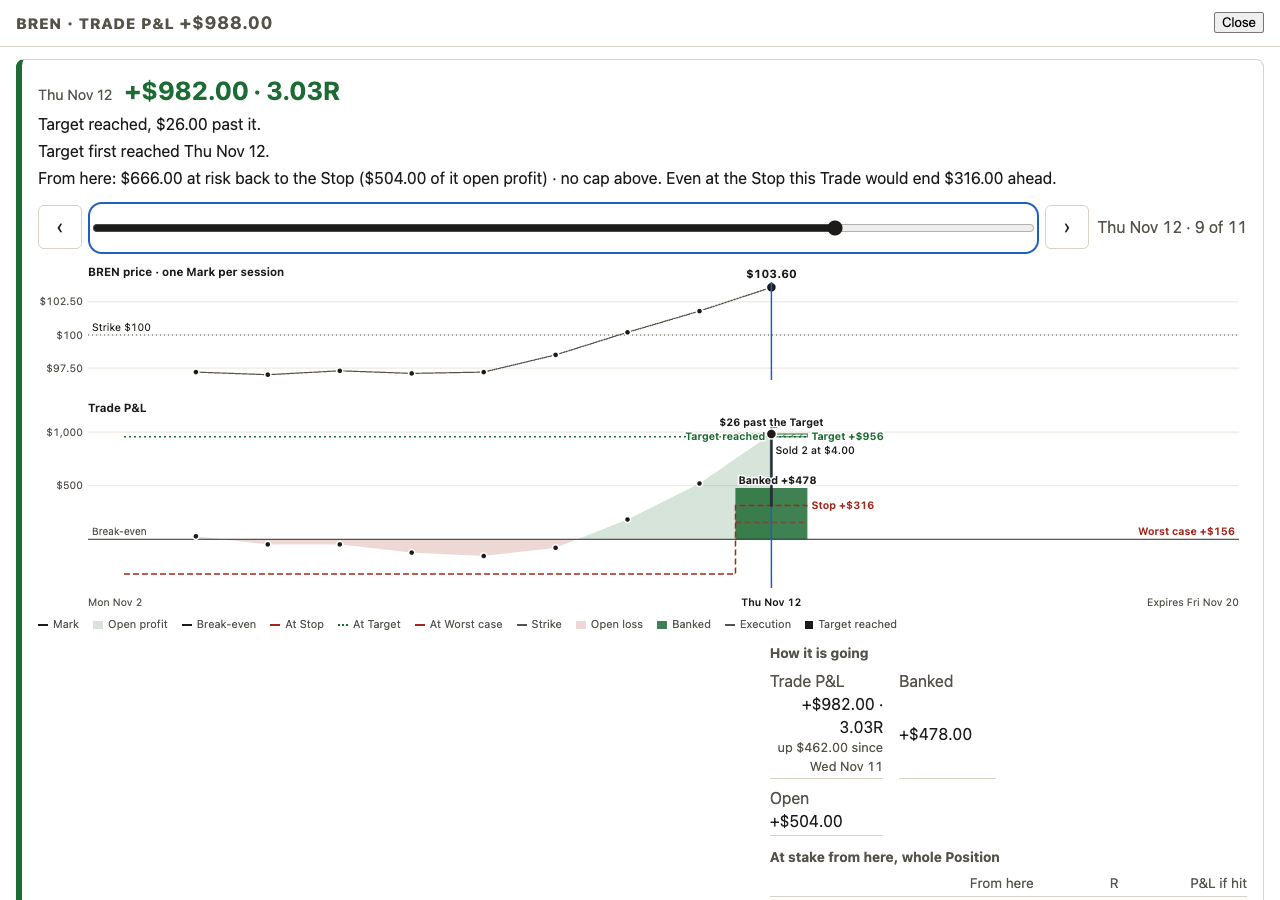 BREN · TRADE P&L +$988.00
Close
Thu Nov 12 +$982.00 · 3.03R
Target reached, $26.00 past it.
Target first reached Thu Nov 12.
From here: $666.00 at risk back to the Stop ($504.00 of it open profit) · no cap above. Even at the Stop this Trade would end $316.00 ahead.
‹ › Thu Nov 12 · 9 of 11
BREN price · one Mark per session
$103.60
$102.50
Strike $100
$100
$97.50
Trade P&L
$26 past the Target
$1,000
Target reached
Target +$956
Sold 2 at $4.00
Banked +$478
$500
Stop +$316
Break-even
Worst case +$156
Mon Nov 2
Thu Nov 12
Expires Fri Nov 20
Mark Open profit Break-even At Stop At Target At Worst case Strike Open loss Banked Execution Target reached
How it is going
Trade P&L Banked
+$982.00 ·
3.03R
+$478.00
up $462.00 since
Wed Nov 11
Open
+$504.00
At stake from here, whole Position
From here R P&L if hit